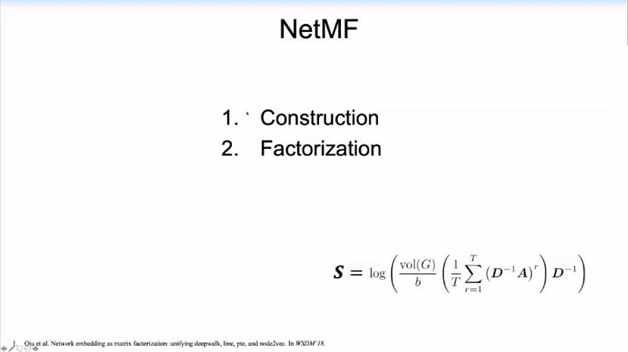 NetMF
1. Construction
2. Factorization
S = log ( vol(G) / b ( 1 / T ∑_{r=1}^{T} (D⁻¹A)^r ) D⁻¹ )
Qiu et al. Network embedding as matrix factorization: unifying deepwalk, line, pte, and node2vec. In WSDM'18.